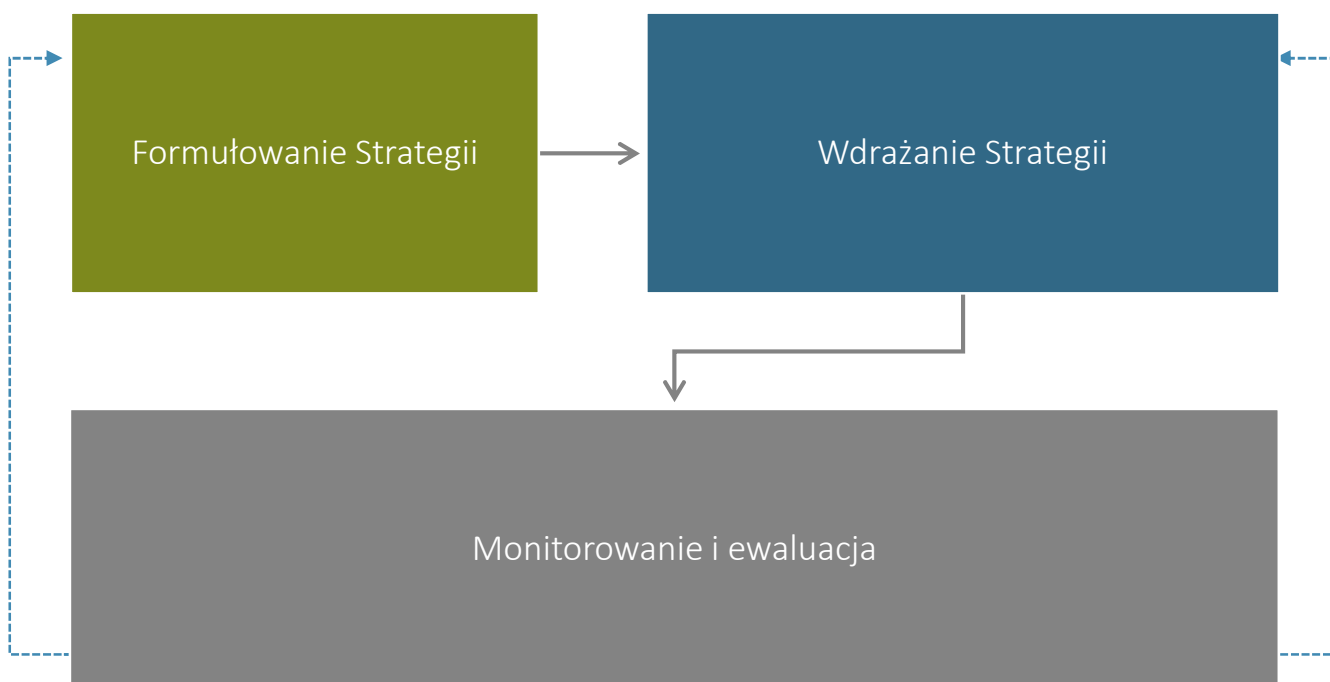 Formułowanie Strategii
Wdrażanie Strategii
Monitorowanie i ewaluacja